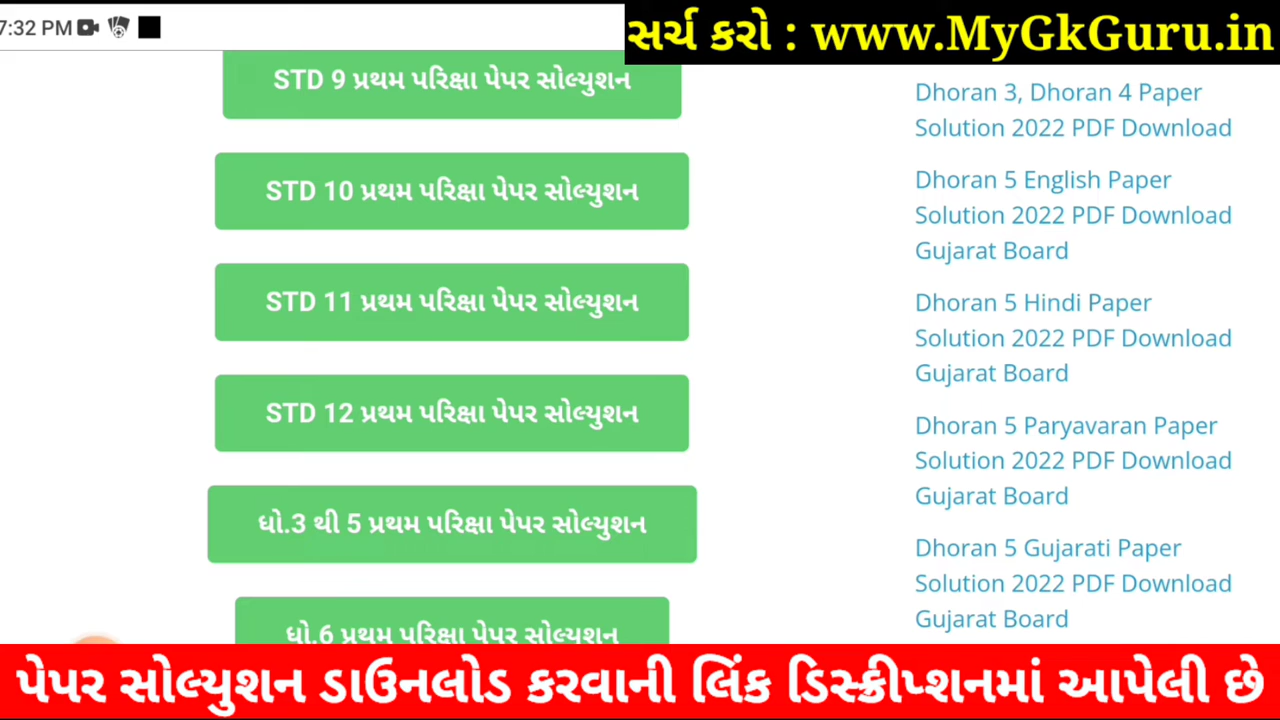 7:32 PM
સર્ચ કરો : www.MyGkGuru.in
STD 9 પ્રથમ પરિક્ષા પેપર સોલ્યુશન
STD 10 પ્રથમ પરિક્ષા પેપર સોલ્યુશન
STD 11 પ્રથમ પરિક્ષા પેપર સોલ્યુશન
STD 12 પ્રથમ પરિક્ષા પેપર સોલ્યુશન
ધો.3 થી 5 પ્રથમ પરિક્ષા પેપર સોલ્યુશન
ધો.6 પ્રથમ પરિક્ષા પેપર સોલ્યુશન
Dhoran 3, Dhoran 4 Paper
Solution 2022 PDF Download
Dhoran 5 English Paper
Solution 2022 PDF Download
Gujarat Board
Dhoran 5 Hindi Paper
Solution 2022 PDF Download
Gujarat Board
Dhoran 5 Paryavaran Paper
Solution 2022 PDF Download
Gujarat Board
Dhoran 5 Gujarati Paper
Solution 2022 PDF Download
Gujarat Board
પેપર સોલ્યુશન ડાઉનલોડ કરવાની લિંક ડિસ્ક્રીપ્શનમાં આપેલી છે